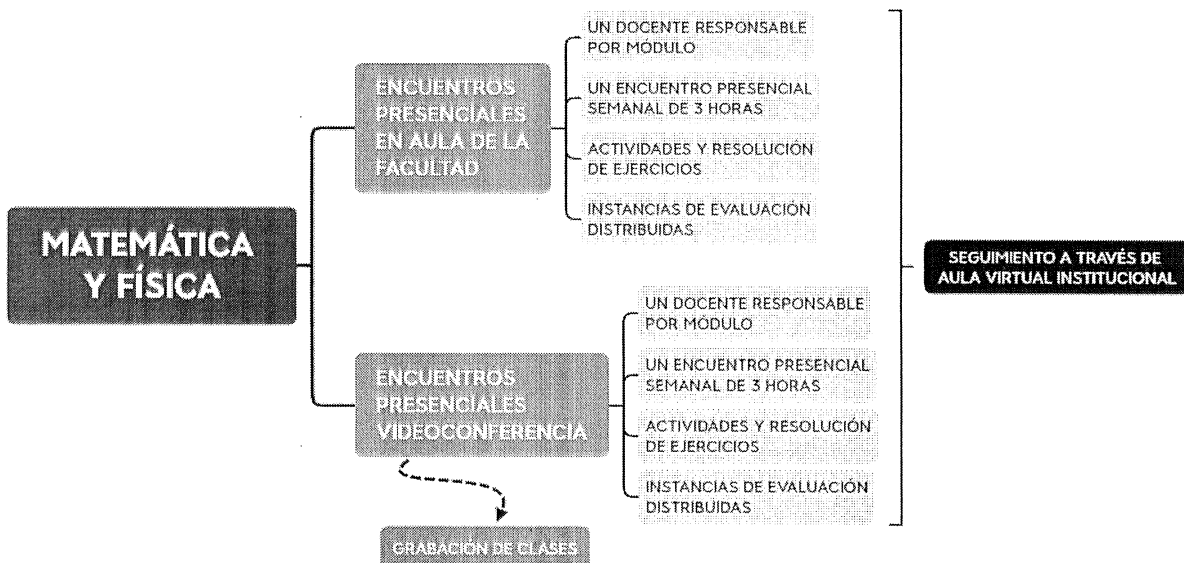 MATEMÁTICA
Y FÍSICA
ENCUENTROS
PRESENCIALES
EN AULA DE LA
FACULTAD
UN DOCENTE RESPONSABLE
POR MÓDULO
UN ENCUENTRO PRESENCIAL
SEMANAL DE 3 HORAS
ACTIVIDADES Y RESOLUCIÓN
DE EJERCICIOS
INSTANCIAS DE EVALUACIÓN
DISTRIBUIDAS
ENCUENTROS
PRESENCIALES
VIDEOCONFERENCIA
UN DOCENTE RESPONSABLE
POR MÓDULO
UN ENCUENTRO PRESENCIAL
SEMANAL DE 3 HORAS
ACTIVIDADES Y RESOLUCIÓN
DE EJERCICIOS
INSTANCIAS DE EVALUACIÓN
DISTRIBUIDAS
GRABACIÓN DE CLASES
SEGUIMIENTO A TRAVÉS DE
AULA VIRTUAL INSTITUCIONAL